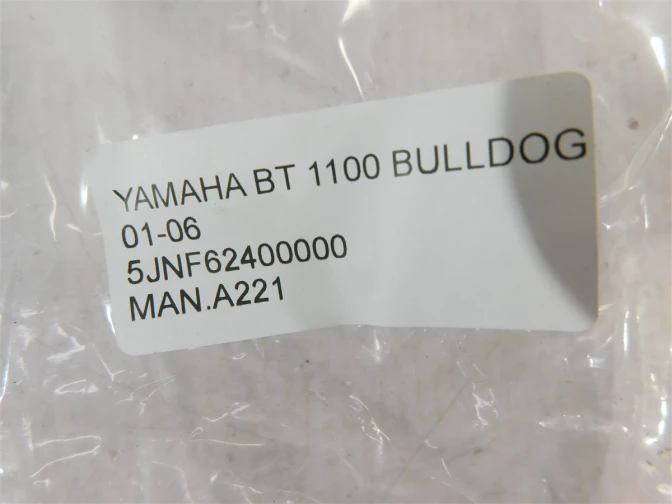 YAMAHA BT 1100 BULLDOG
01-06
5JNF62400000
MAN.A221